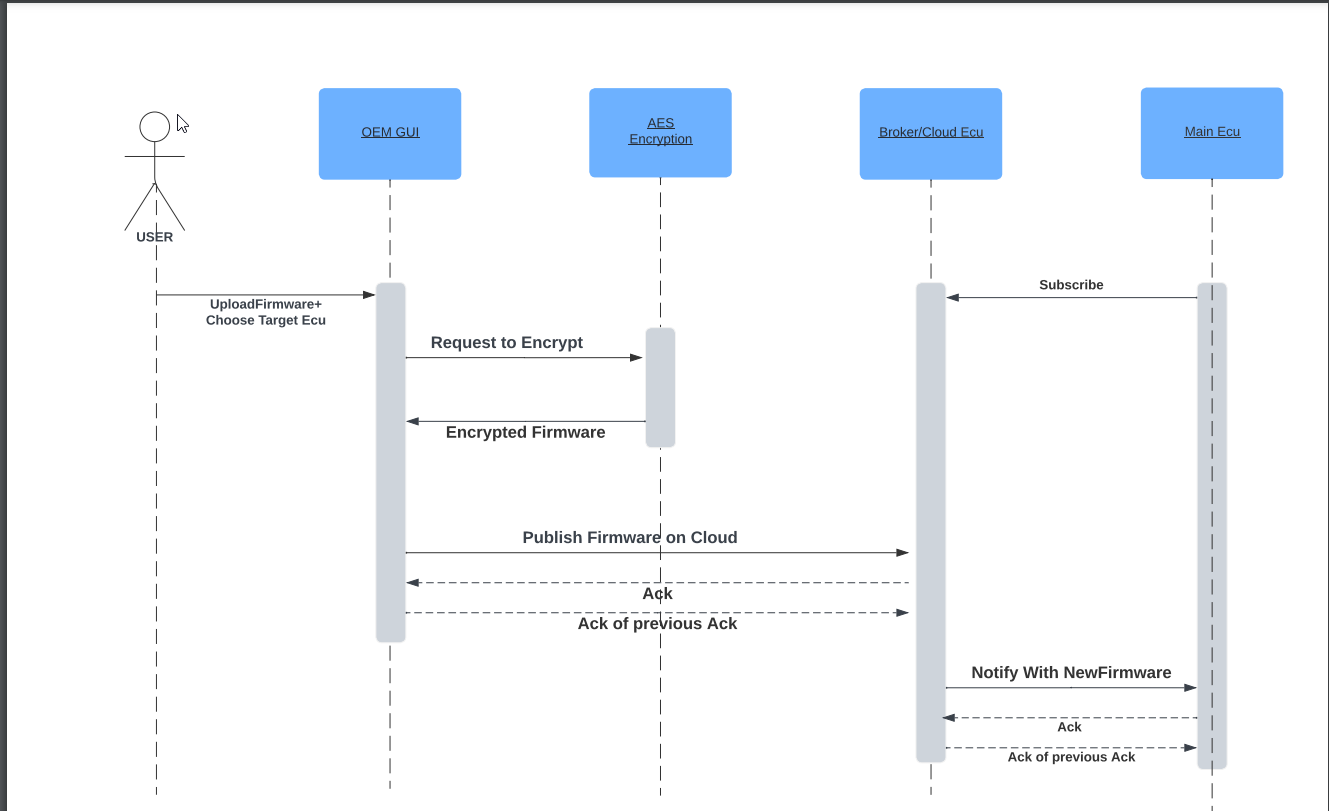 OEM GUI
AES
Encryption
Broker/Cloud Ecu
Main Ecu
USER
UploadFirmware+
Choose Target Ecu
Subscribe
Request to Encrypt
Encrypted Firmware
Publish Firmware on Cloud
Ack
Ack of previous Ack
Notify With NewFirmware
Ack
Ack of previous Ack